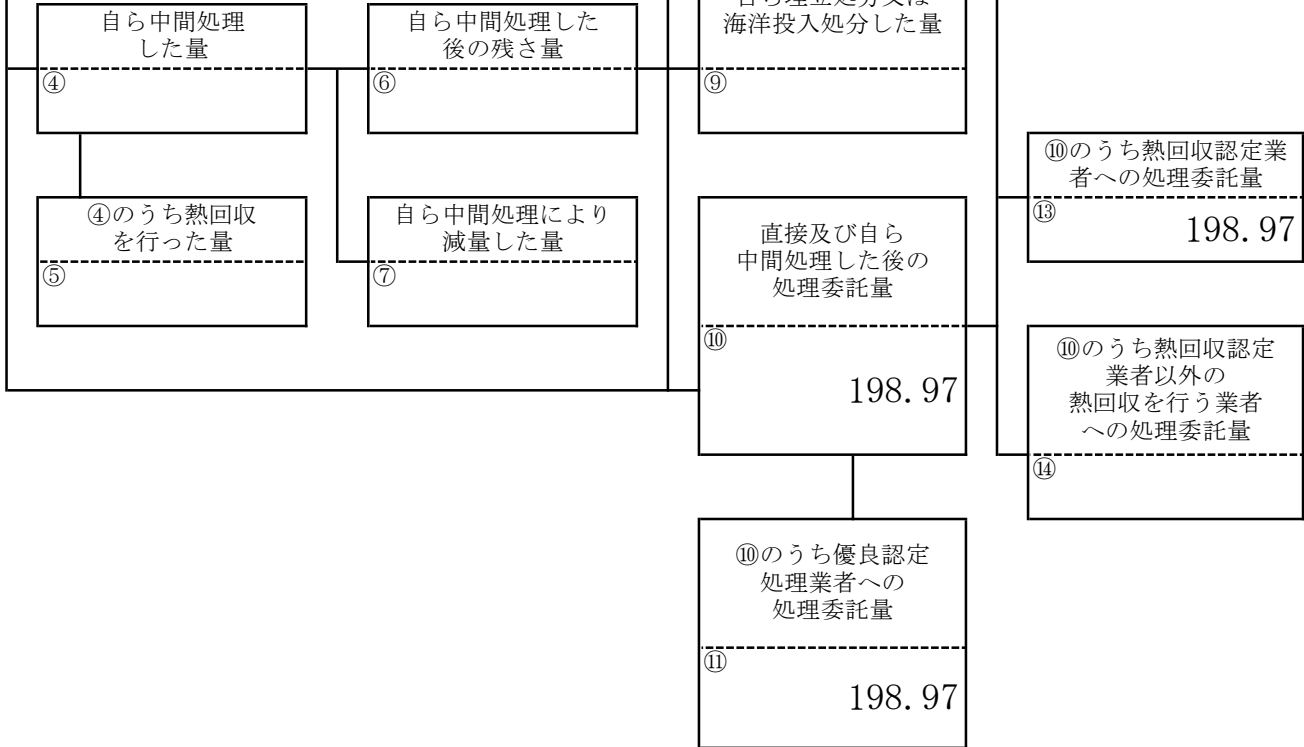 自ら中間処理
した量
④
自ら中間処理した
後の残さ量
⑥
海洋投入処分した量
⑨
④のうち熱回収
を行った量
⑤
自ら中間処理により
減量した量
⑦
直接及び自ら
中間処理した後の
処理委託量
⑩
198.97
⑩のうち熱回収認定業
者への処理委託量
⑬
198.97
⑩のうち熱回収認定
業者以外の
熱回収を行う業者
への処理委託量
⑭
⑩のうち優良認定
処理業者への
処理委託量
⑪
198.97